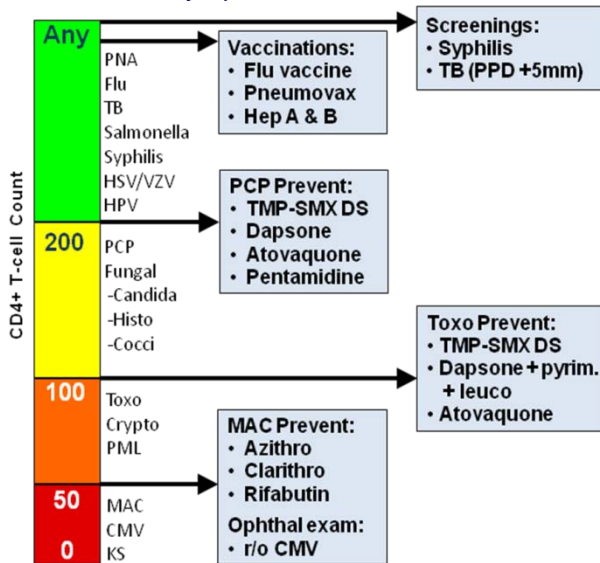 Any
PNA
Flu
TB
Salmonella
Syphilis
HSV/VZV
HPV
Vaccinations:
• Flu vaccine
• Pneumovax
• Hep A & B
Screenings:
• Syphilis
• TB (PPD +5mm)
CD4+ T-cell Count
200
PCP
Fungal
-Candida
-Histo
-Cocci
PCP Prevent:
• TMP-SMX DS
• Dapsone
• Atovaquone
• Pentamidine
100
Toxo
Crypto
PML
Toxo Prevent:
• TMP-SMX DS
• Dapsone + pyrim.
+ leuco
• Atovaquone
50
MAC
CMV
0
KS
MAC Prevent:
• Azithro
• Clarithro
• Rifabutin
Ophthal exam:
• r/o CMV